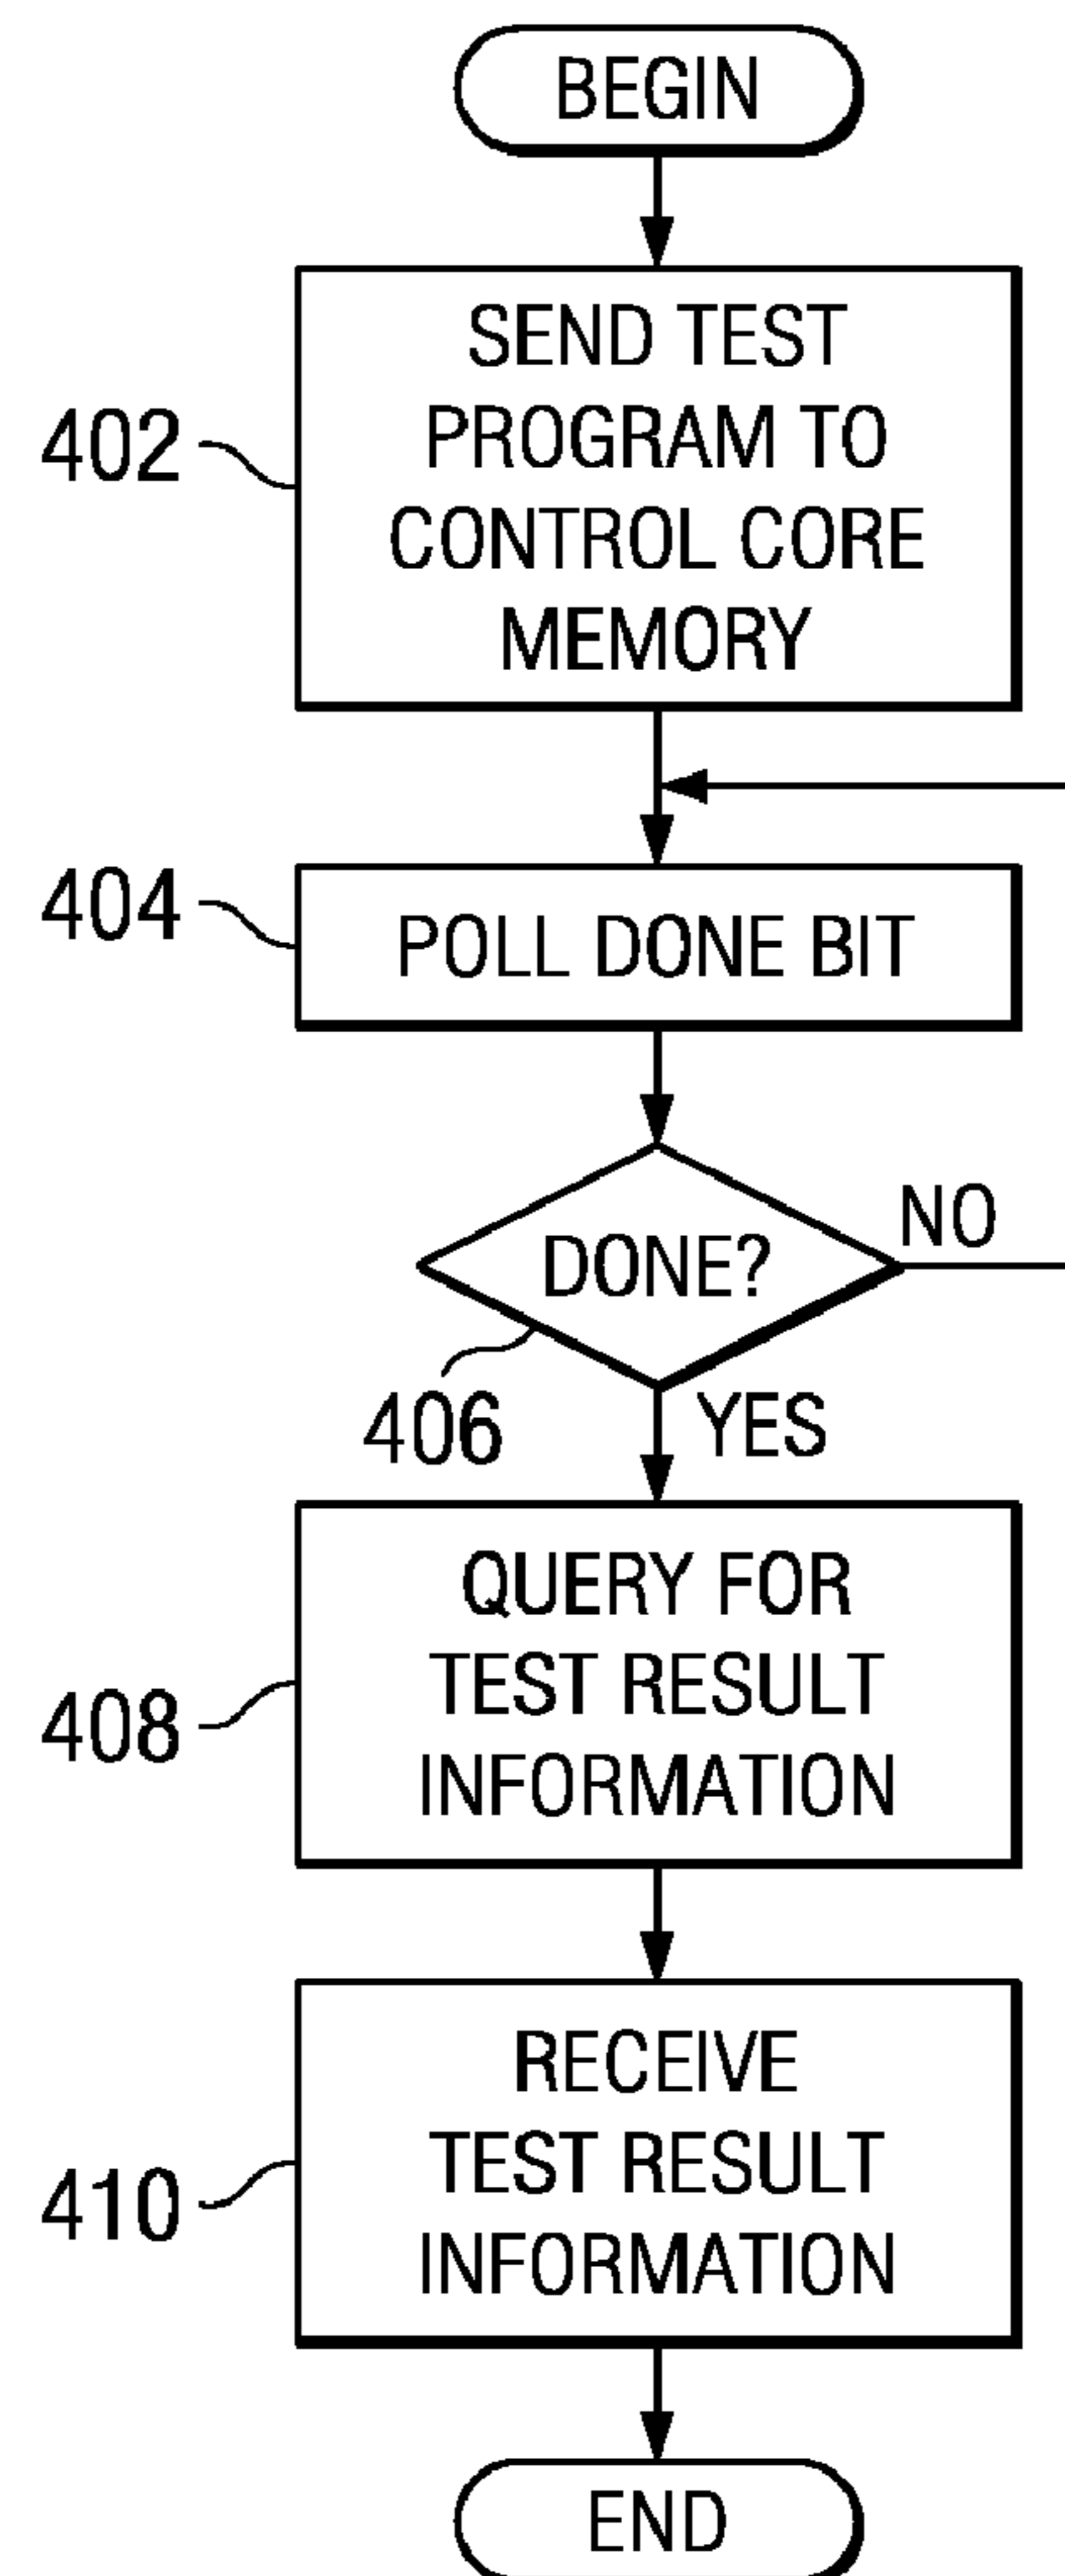 BEGIN
SEND TEST
PROGRAM TO
CONTROL CORE
MEMORY
402
404
POLL DONE BIT
DONE?
NO
406
YES
QUERY FOR
TEST RESULT
INFORMATION
408
RECEIVE
TEST RESULT
INFORMATION
410
END